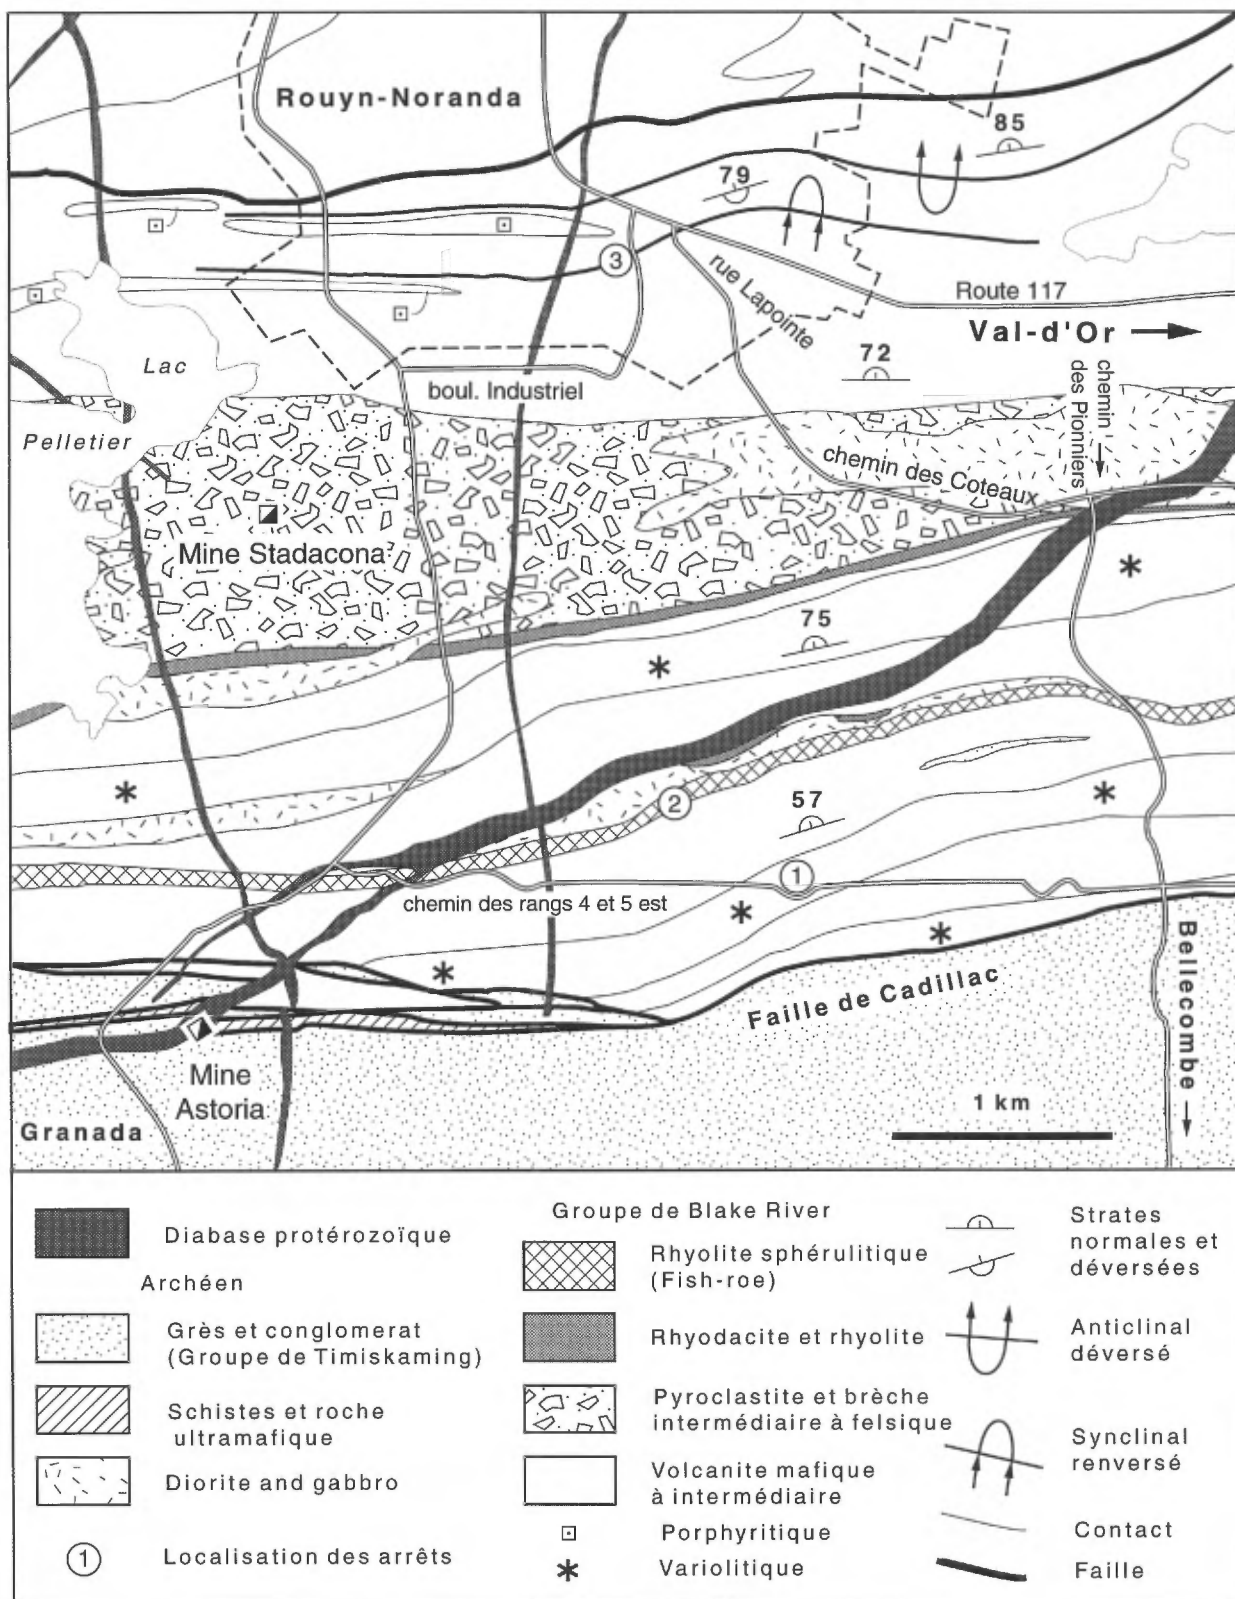 Rouyn-Noranda
85
79
3
rue Lapointe
Route 117
Val-d'Or
Lac
Pelletier
boul. Industriel
72
chemin
des Pionniers
chemin des Coteaux
Mine Stadacona
75
2
57
1
chemin des rangs 4 et 5 est
Faille de Cadillac
Bellecombe
Mine
Astoria
Granada
1 km
Diabase protérozoïque
Archéen
Grès et conglomerat
(Groupe de Timiskaming)
Schistes et roche
ultramafique
Diorite and gabbro
1
Localisation des arrêts
Groupe de Blake River
Rhyolite sphérulitique
(Fish-roe)
Rhyodacite et rhyolite
Pyroclastite et brèche
intermédiaire à felsique
Volcanite mafique
à intermédiaire
Porphyritique
Variolitique
Strates
normales et
déversées
Anticlinal
déversé
Synclinal
renversé
Contact
Faille